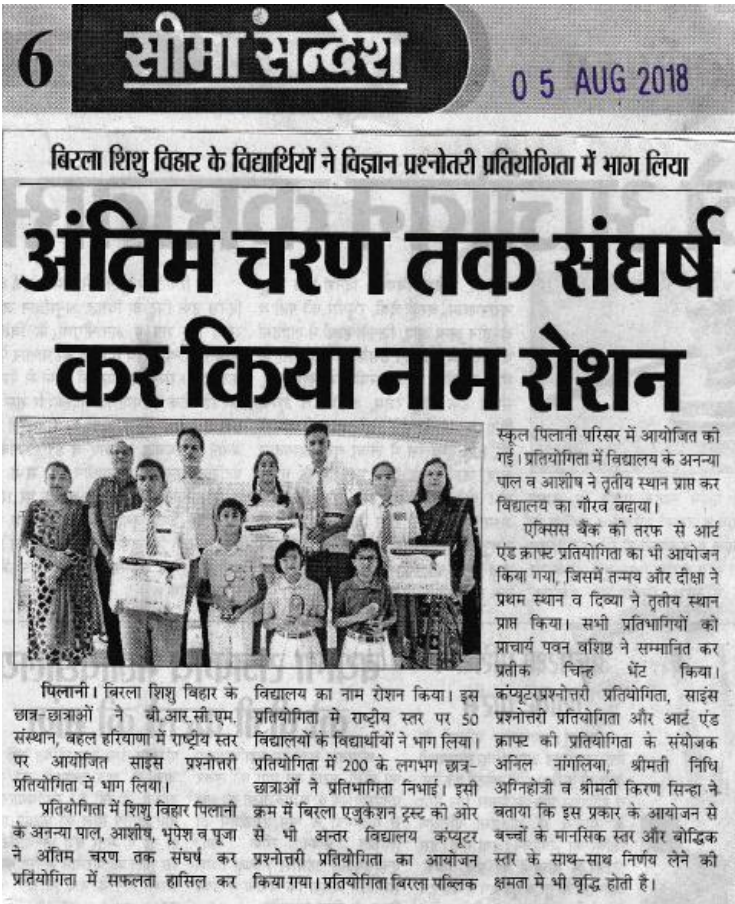 6
सीमा सन्देश
05 AUG 2018
बिरला शिशु विहार के विद्यार्थियों ने विज्ञान प्रश्नोतरी प्रतियोगिता में भाग लिया
अंतिम चरण तक संघर्ष
कर किया नाम रोशन
पिलानी। बिरला शिशु विहार के
छात्र-छात्राओं ने बी.आर.सी.एम.
संस्थान, बहल हरियाणा में राष्ट्रीय स्तर
पर आयोजित साइंस प्रश्नोत्तरी
प्रतियोगिता में भाग लिया।
प्रतियोगिता में शिशु विहार पिलानी
के अनन्या पाल, आशीष, भूपेश व पूजा
ने अंतिम चरण तक संघर्ष कर
प्रतियोगिता में सफलता हासिल कर
विद्यालय का नाम रोशन किया। इस
प्रतियोगिता मे राष्ट्रीय स्तर पर 50
विद्यालयों के विद्यार्थीयों ने भाग लिया।
प्रतियोगिता में 200 के लगभग छात्र-
छात्राओं ने प्रतिभागिता निभाई। इसी
क्रम में बिरला एजुकेशन ट्रस्ट की ओर
से भी अन्तर विद्यालय कंप्यूटर
प्रश्नोत्तरी प्रतियोगिता का आयोजन
किया गया। प्रतियोगिता बिरला पब्लिक
स्कूल पिलानी परिसर में आयोजित की
गई। प्रतियोगिता में विद्यालय के अनन्या
पाल व आशीष ने तृतीय स्थान प्राप्त कर
विद्यालय का गौरव बढ़ाया।
एक्सिस बैंक की तरफ से आर्ट
एंड क्राफ्ट प्रतियोगिता का भी आयोजन
किया गया, जिसमें तन्मय और दीक्षा ने
प्रथम स्थान व दिव्या ने तृतीय स्थान
प्राप्त किया। सभी प्रतिभागियों को
प्राचार्य पवन वशिष्ठ ने सम्मानित कर
प्रतीक चिन्ह भेंट किया।
कंप्यूटरप्रश्नोत्तरी प्रतियोगिता, साइंस
प्रश्नोत्तरी प्रतियोगिता और आर्ट एंड
क्राफ्ट की प्रतियोगिता के संयोजक
अनिल नांगलिया, श्रीमती निधि
अग्निहोत्री व श्रीमती किरण सिन्हा ने
बताया कि इस प्रकार के आयोजन से
बच्चों के मानसिक स्तर और बोद्धिक
स्तर के साथ-साथ निर्णय लेने की
क्षमता मे भी वृद्धि होती है।